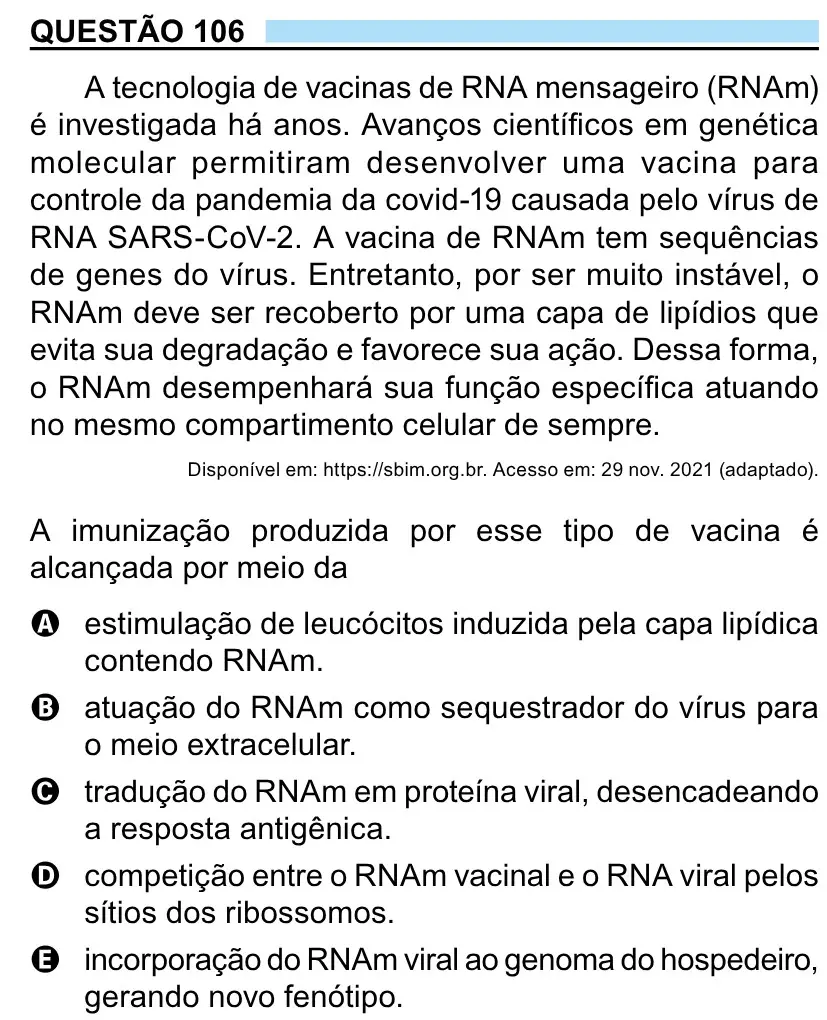 QUESTÃO 106
A tecnologia de vacinas de RNA mensageiro (RNAm)
é investigada há anos. Avanços científicos em genética
molecular permitiram desenvolver uma vacina para
controle da pandemia da covid-19 causada pelo vírus de
RNA SARS-CoV-2. A vacina de RNAm tem sequências
de genes do vírus. Entretanto, por ser muito instável, o
RNAm deve ser recoberto por uma capa de lipídios que
evita sua degradação e favorece sua ação. Dessa forma,
o RNAm desempenhará sua função específica atuando
no mesmo compartimento celular de sempre.
Disponível em: https://sbim.org.br. Acesso em: 29 nov. 2021 (adaptado).
A imunização produzida por esse tipo de vacina é
alcançada por meio da
A estimulação de leucócitos induzida pela capa lipídica
contendo RNAm.
B atuação do RNAm como sequestrador do vírus para
o meio extracelular.
C tradução do RNAm em proteína viral, desencadeando
a resposta antigênica.
D competição entre o RNAm vacinal e o RNA viral pelos
sítios dos ribossomos.
E incorporação do RNAm viral ao genoma do hospedeiro,
gerando novo fenótipo.